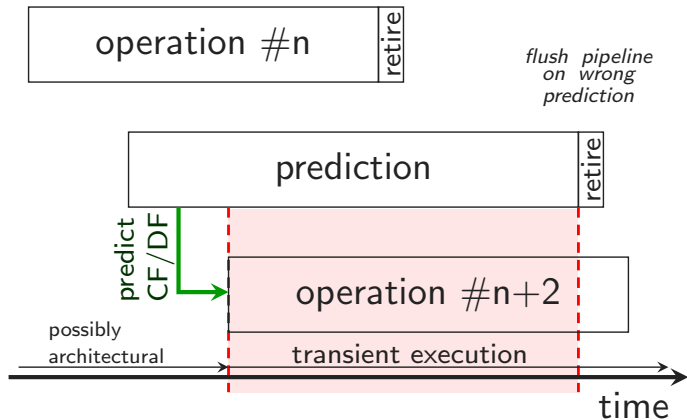 operation #n
retire
flush pipeline
on wrong
prediction
prediction
retire
predict
CF/DF
operation #n+2
possibly
architectural
transient execution
time